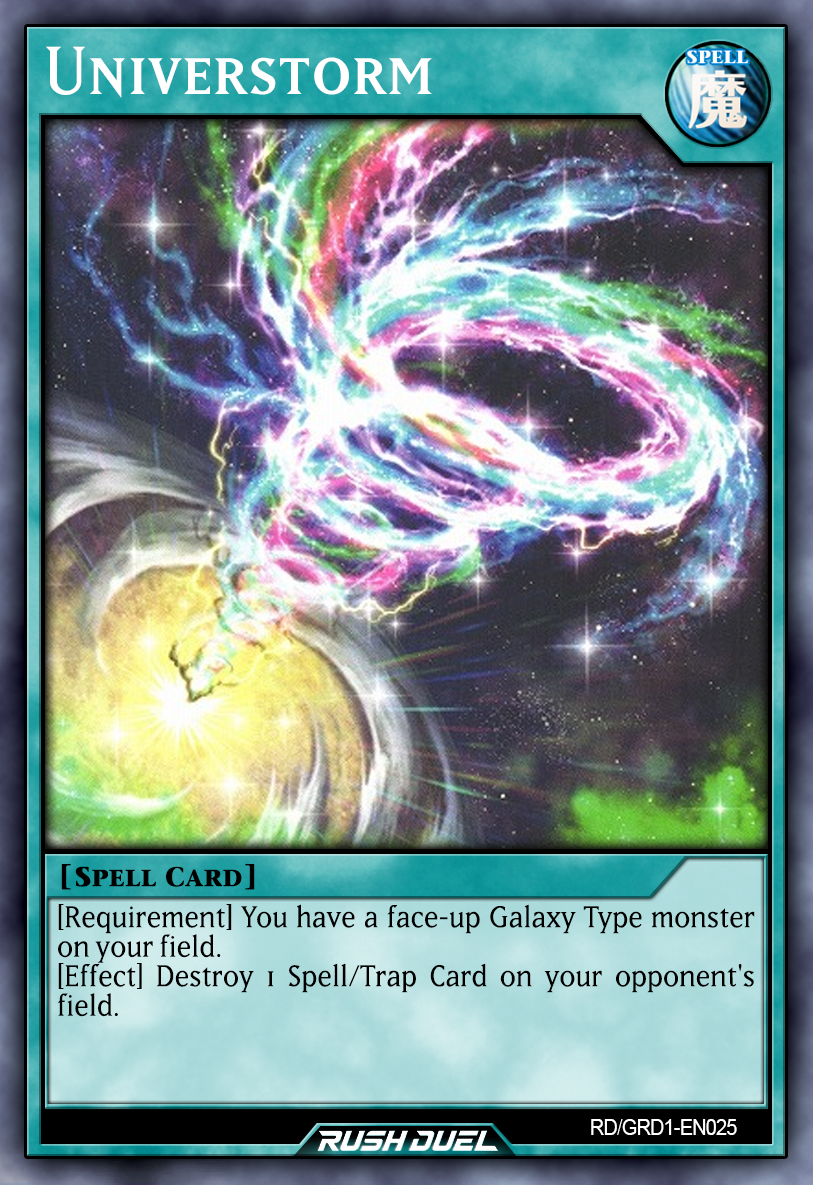 UNIVERSTORM
SPELL
魔
[SPELL CARD]
[Requirement] You have a face-up Galaxy Type monster
on your field.
[Effect] Destroy 1 Spell/Trap Card on your opponent's
field.
RD/GRD1-EN025
RUSH DUEL